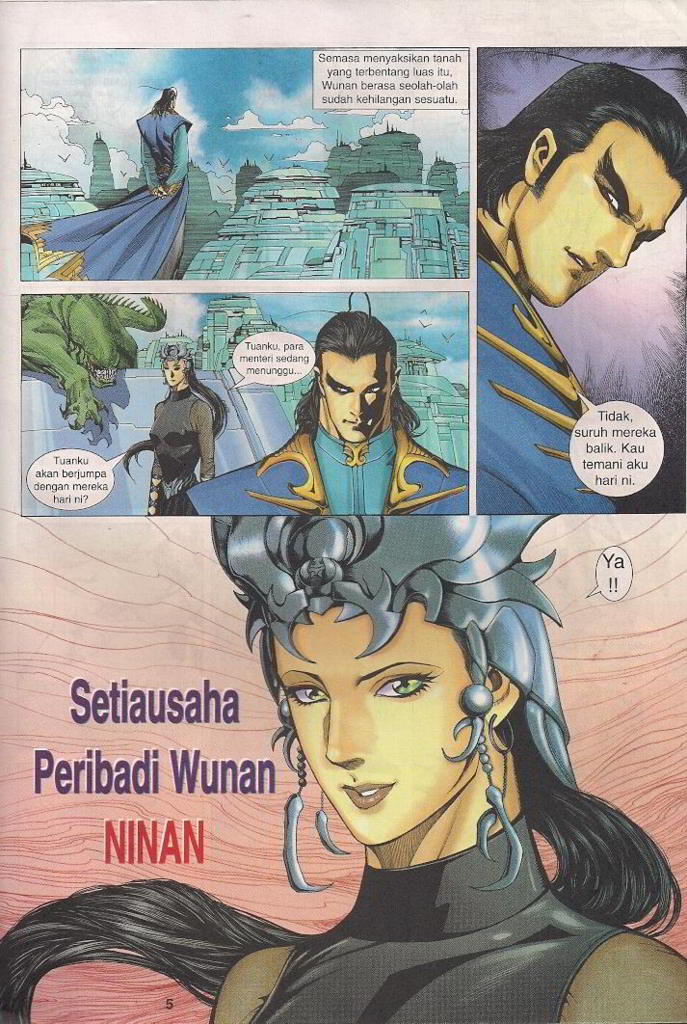 Semasa menyaksikan tanah
yang terbentang luas itu,
Wunan berasa seolah-olah
sudah kehilangan sesuatu.
Tuanku, para
menteri sedang
menunggu...
Tuanku
akan berjumpa
dengan mereka
hari ni?
Tidak,
suruh mereka
balik. Kau
temani aku
hari ni.
Ya
!!
Setiausaha
Peribadi Wunan
NINAN
5